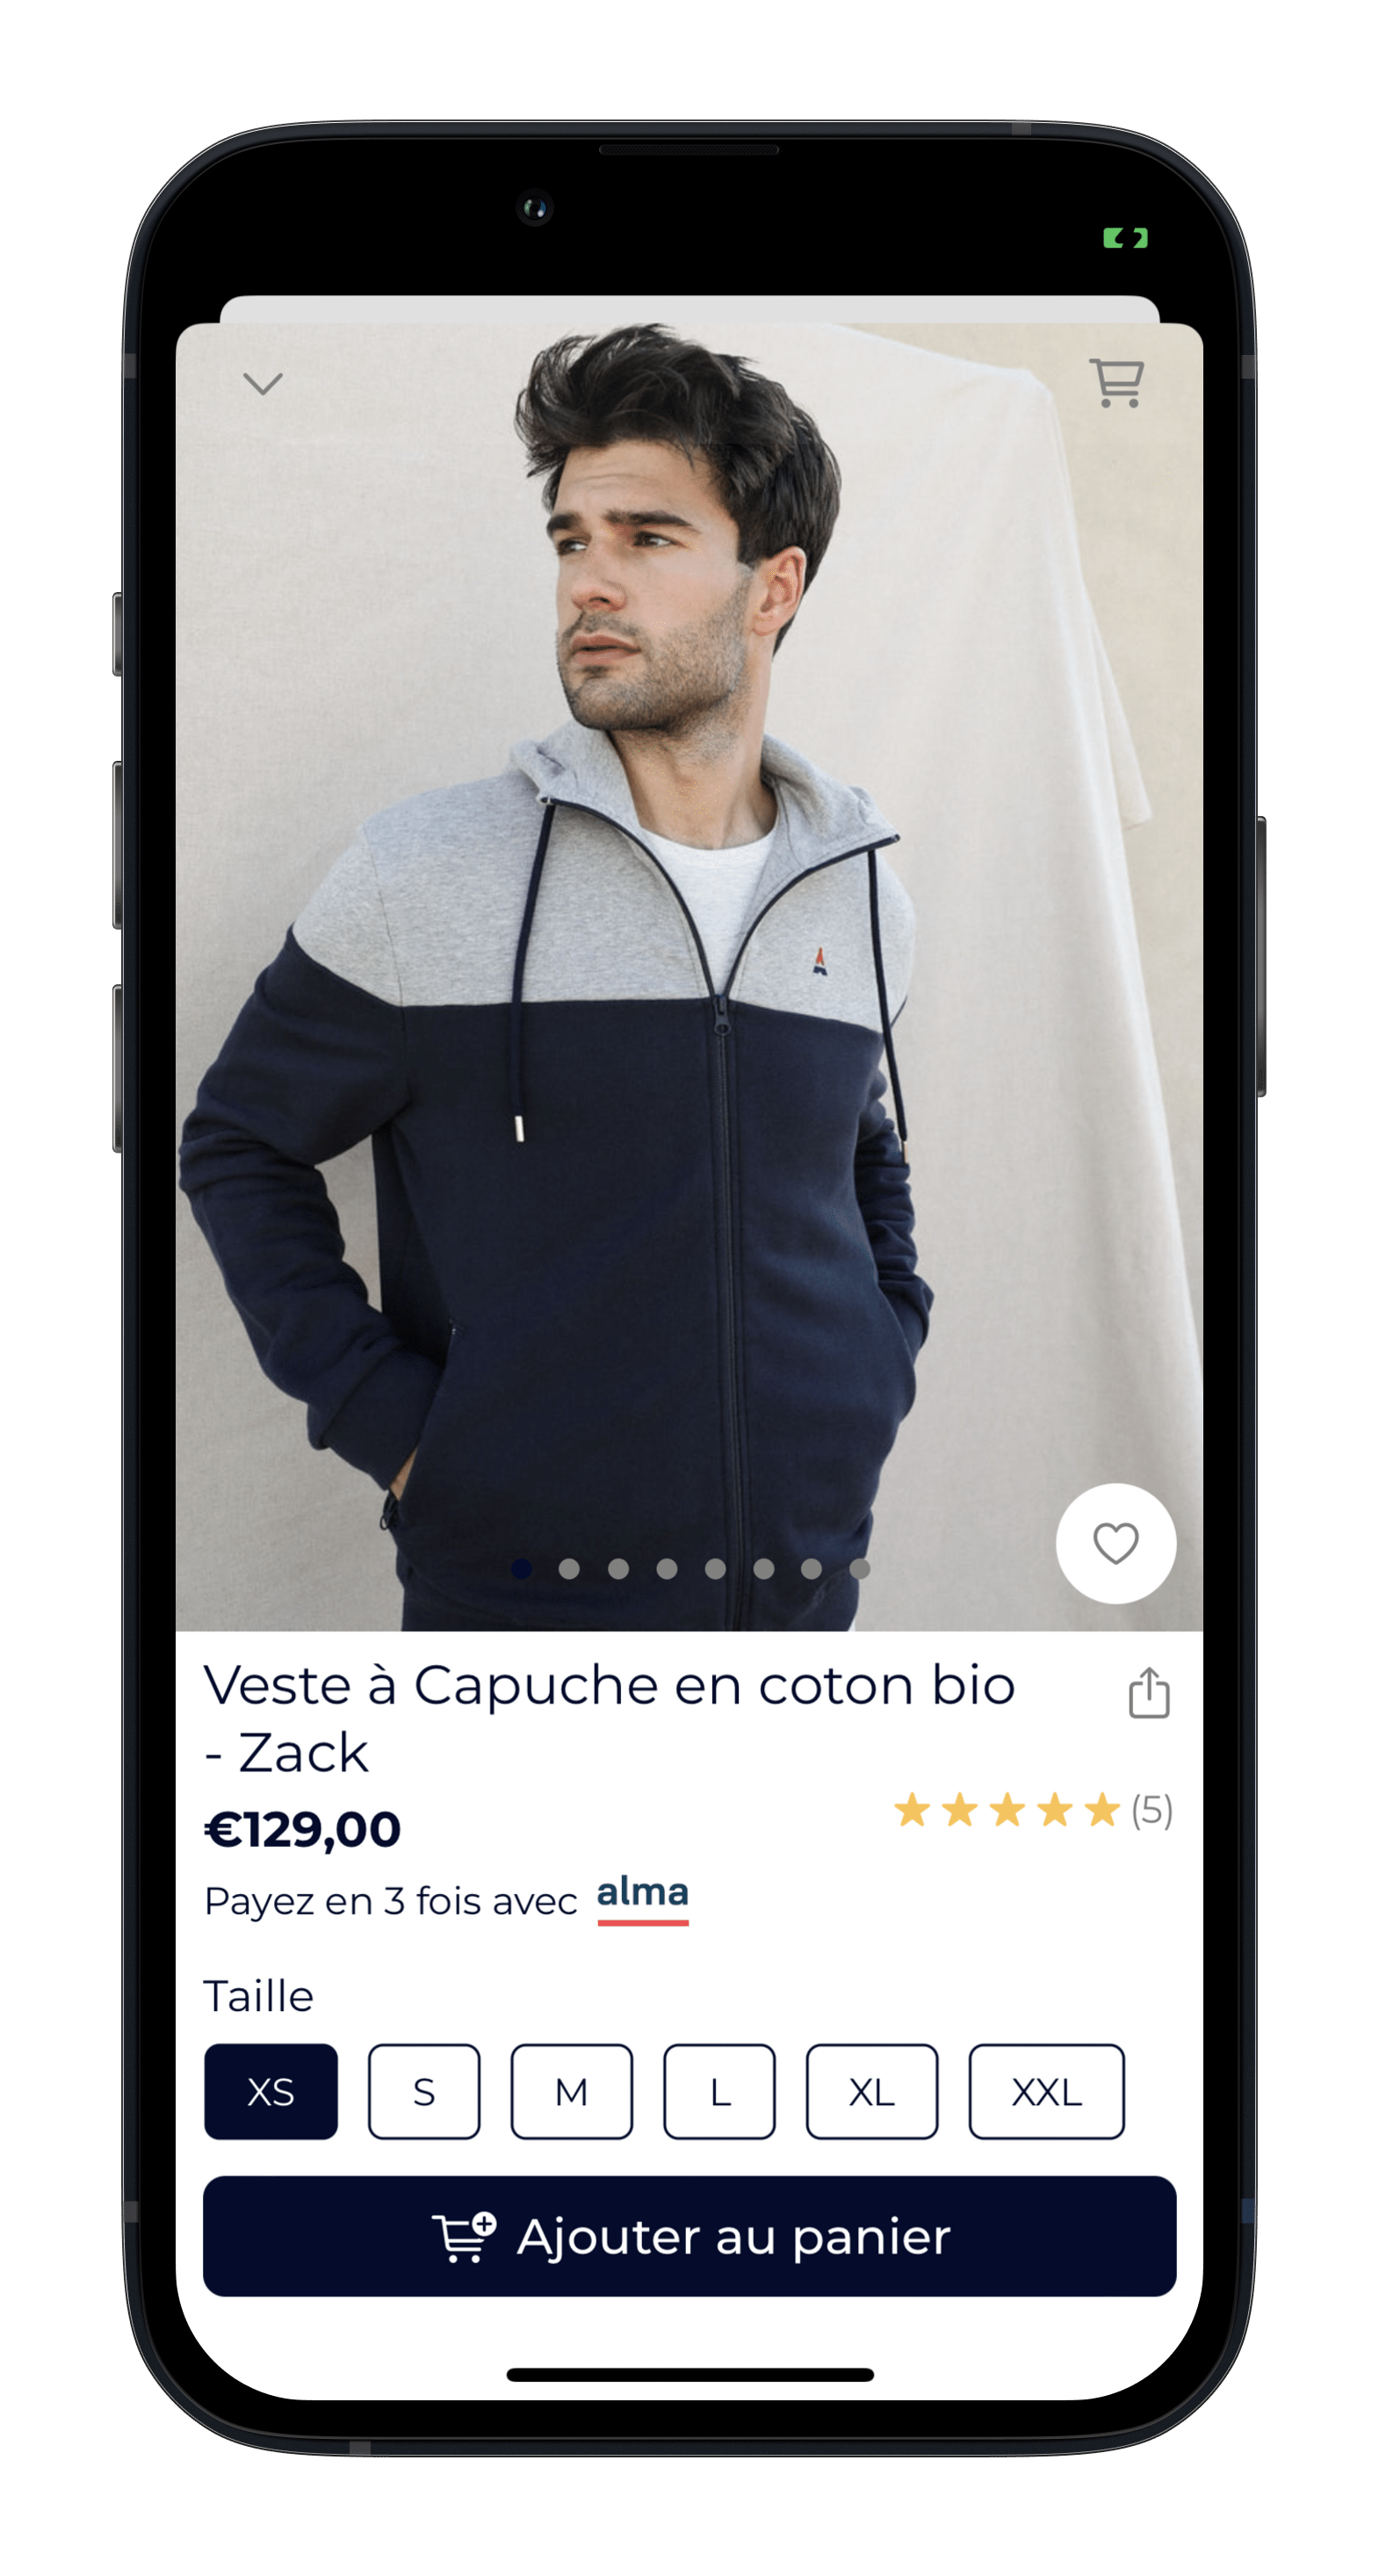 Veste à Capuche en coton bio
- Zack
€129,00
(5)
Payez en 3 fois avec alma
Taille
XS S M L XL XXL
Ajouter au panier